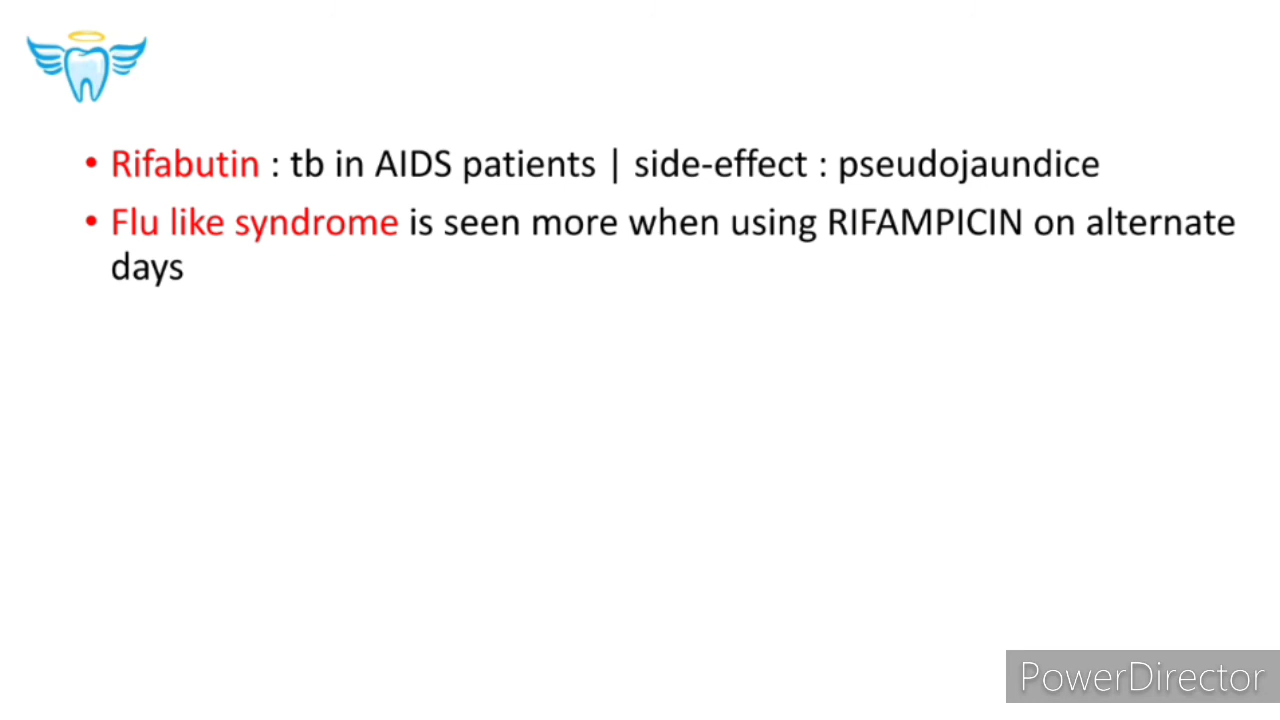 • Rifabutin : tb in AIDS patients | side-effect : pseudojaundice
• Flu like syndrome is seen more when using RIFAMPICIN on alternate
days
PowerDirector